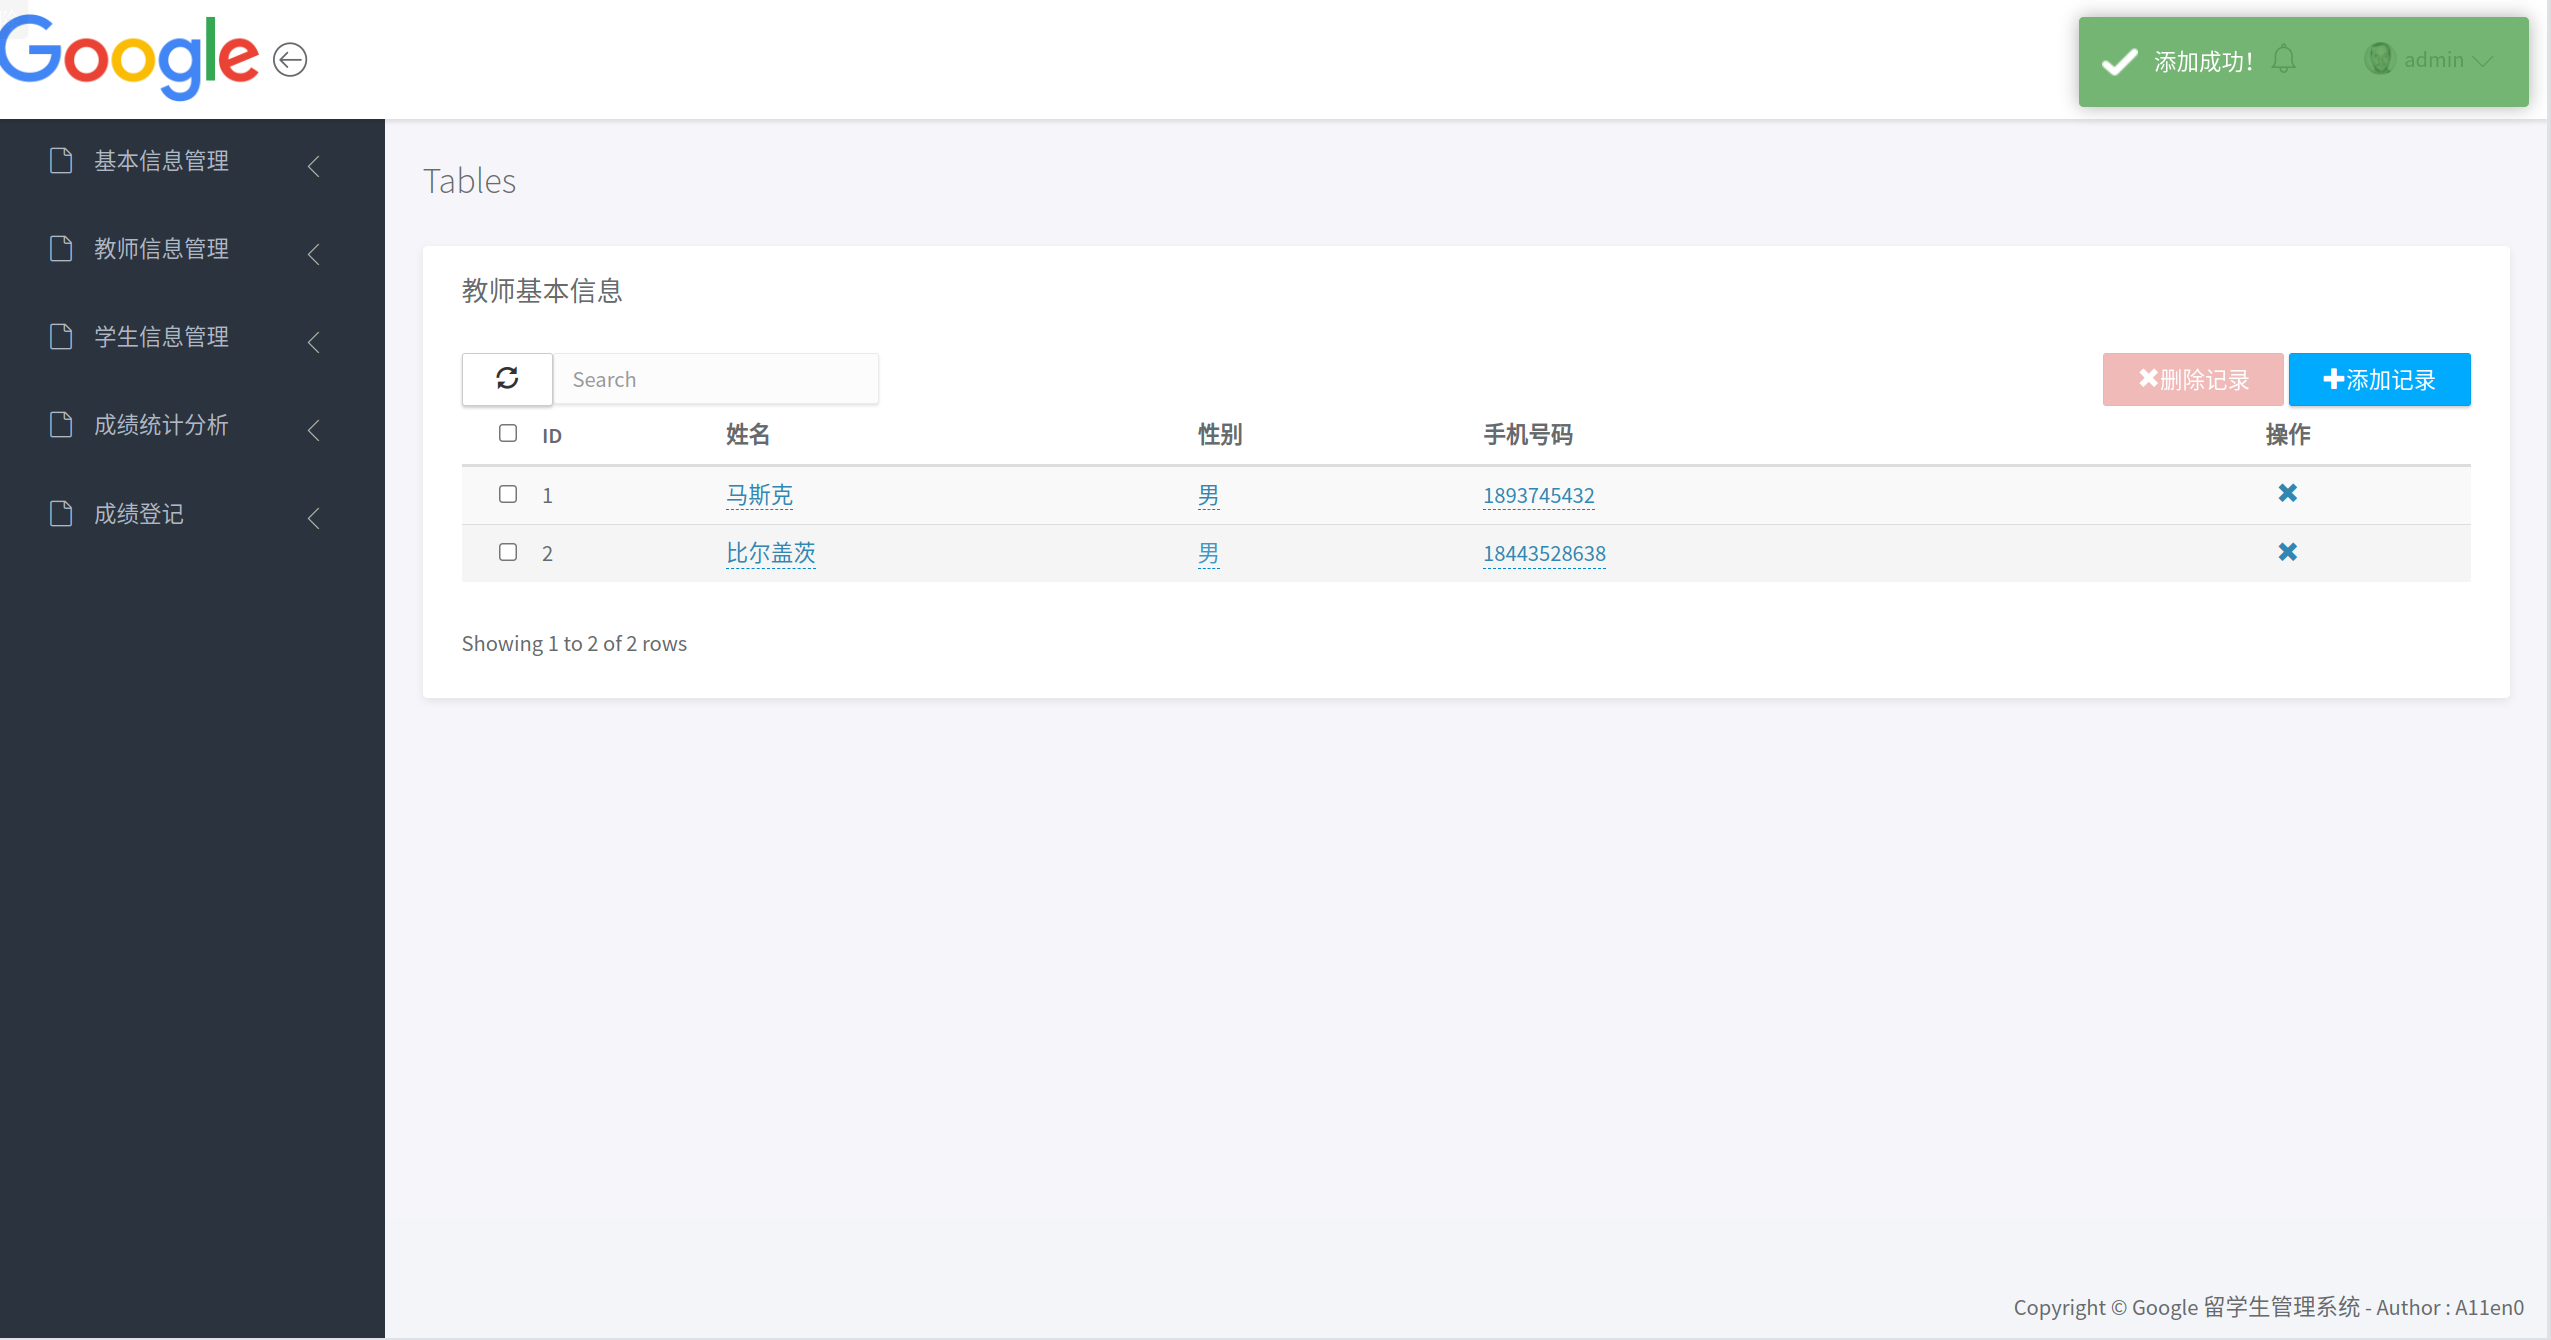 Google
添加成功！
admin
基本信息管理
教师信息管理
学生信息管理
成绩统计分析
成绩登记
Tables
教师基本信息
Search
删除记录
添加记录
ID 姓名 性别 手机号码 操作
1 马斯克 男 1893745432
2 比尔盖茨 男 18443528638
Showing 1 to 2 of 2 rows
Copyright © Google 留学生管理系统 - Author : A11en0